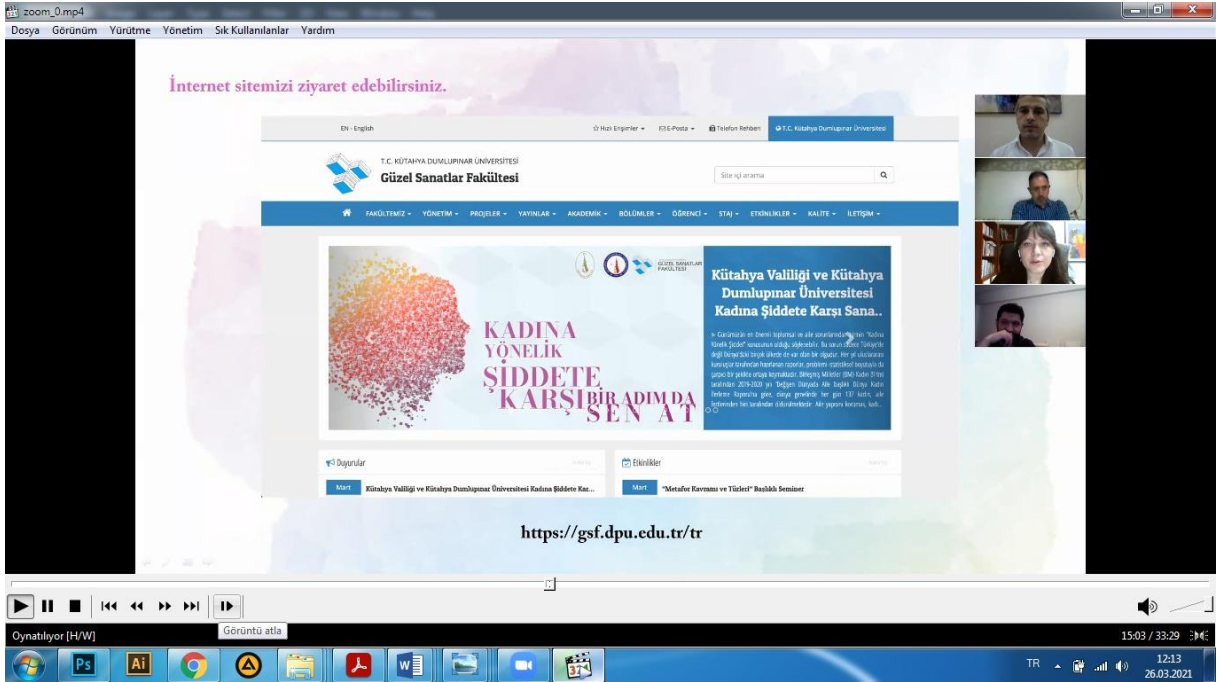 zoom_0.mp4
Dosya Görünüm Yürütme Yönetim Sık Kullanılanlar Yardım
İnternet sitemizi ziyaret edebilirsiniz.
EN - English
Hızlı Erişimler E-Posta Telefon Rehberi T.C. Kütahya Dumlupınar Üniversitesi
T.C. KÜTAHYA DUMLUPINAR ÜNİVERSİTESİ
Güzel Sanatlar Fakültesi
Site içi arama
FAKÜLTEMİZ YÖNETİM PROJELER YAYINLAR AKADEMİK BÖLÜMLER ÖĞRENCİ STAJ ETKİNLİKLER KALİTE İLETİŞİM
GÜZEL SANATLAR
FAKÜLTESİ
KADINA
YÖNELİK
ŞİDDETE
KARŞI BİR ADIM DA
SEN AT
Kütahya Valiliği ve Kütahya
Dumlupınar Üniversitesi
Kadına Şiddete Karşı Sana..
Duyurular
Etkinlikler
Mart Kütahya Valiliği ve Kütahya Dumlupınar Üniversitesi Kadına Şiddete Kar...
Mart "Metafor Kavramı ve Türleri" Başlıklı Seminer
https://gsf.dpu.edu.tr/tr
Görüntü atla
Oynatılıyor [H/W]
15:03 / 33:29
Ps
Ai
37
TR
12:13
26.03.2021